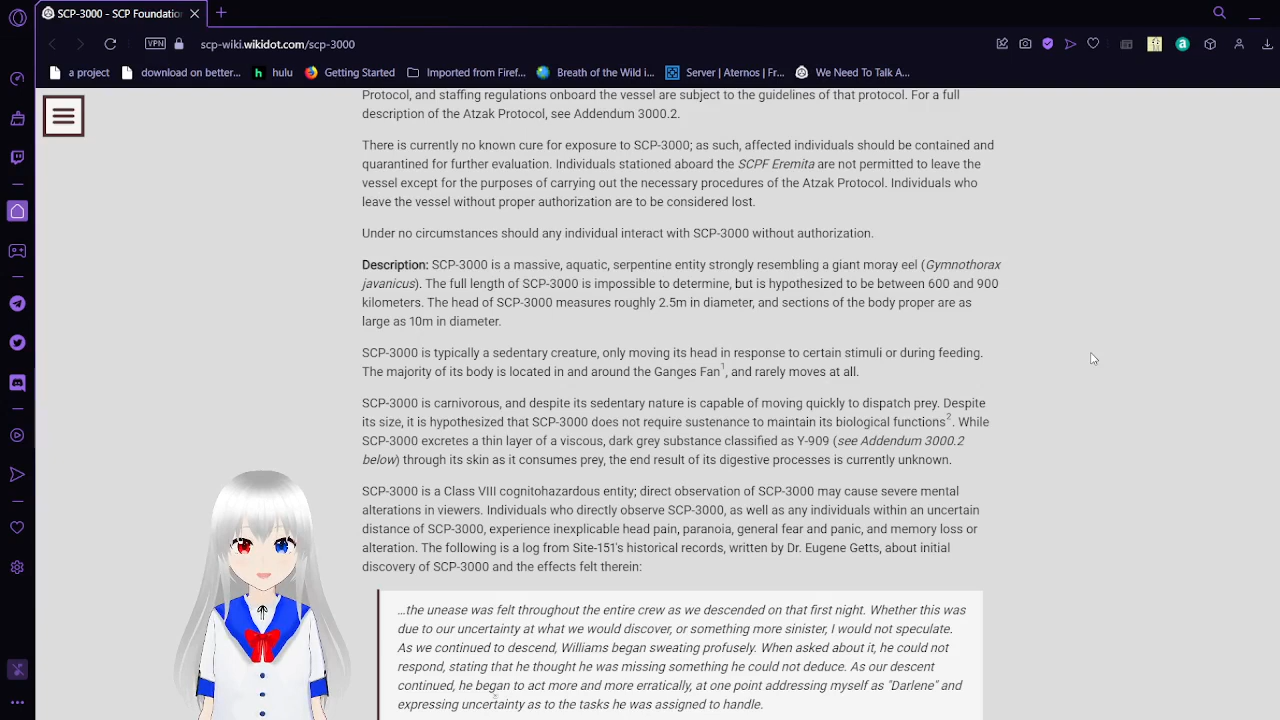 SCP-3000 - SCP Foundatio
VPN
scp-wiki.wikidot.com/scp-3000
a project
download on better...
hulu
Getting Started
Imported from Firef...
Breath of the Wild i...
Server | Aternos | Fr...
We Need To Talk A...
Protocol, and staffing regulations onboard the vessel are subject to the guidelines of that protocol. For a full
description of the Atzak Protocol, see Addendum 3000.2.
There is currently no known cure for exposure to SCP-3000; as such, affected individuals should be contained and
quarantined for further evaluation. Individuals stationed aboard the SCPF Eremita are not permitted to leave the
vessel except for the purposes of carrying out the necessary procedures of the Atzak Protocol. Individuals who
leave the vessel without proper authorization are to be considered lost.
Under no circumstances should any individual interact with SCP-3000 without authorization.
Description: SCP-3000 is a massive, aquatic, serpentine entity strongly resembling a giant moray eel (Gymnothorax
javanicus). The full length of SCP-3000 is impossible to determine, but is hypothesized to be between 600 and 900
kilometers. The head of SCP-3000 measures roughly 2.5m in diameter, and sections of the body proper are as
large as 10m in diameter.
SCP-3000 is typically a sedentary creature, only moving its head in response to certain stimuli or during feeding.
The majority of its body is located in and around the Ganges Fan1, and rarely moves at all.
SCP-3000 is carnivorous, and despite its sedentary nature is capable of moving quickly to dispatch prey. Despite
its size, it is hypothesized that SCP-3000 does not require sustenance to maintain its biological functions2. While
SCP-3000 excretes a thin layer of a viscous, dark grey substance classified as Y-909 (see Addendum 3000.2
below) through its skin as it consumes prey, the end result of its digestive processes is currently unknown.
SCP-3000 is a Class VIII cognitohazardous entity; direct observation of SCP-3000 may cause severe mental
alterations in viewers. Individuals who directly observe SCP-3000, as well as any individuals within an uncertain
distance of SCP-3000, experience inexplicable head pain, paranoia, general fear and panic, and memory loss or
alteration. The following is a log from Site-151's historical records, written by Dr. Eugene Getts, about initial
discovery of SCP-3000 and the effects felt therein:
…the unease was felt throughout the entire crew as we descended on that first night. Whether this was
due to our uncertainty at what we would discover, or something more sinister, I would not speculate.
As we continued to descend, Williams began sweating profusely. When asked about it, he could not
respond, stating that he thought he was missing something he could not deduce. As our descent
continued, he began to act more and more erratically, at one point addressing myself as "Darlene" and
expressing uncertainty as to the tasks he was assigned to handle.